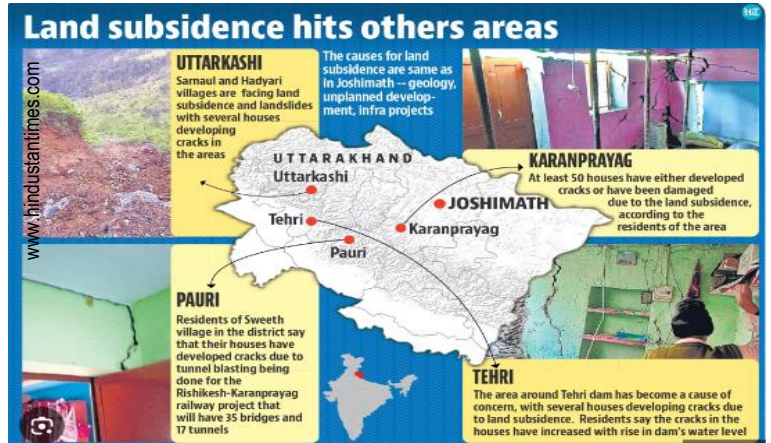 Land subsidence hits others areas
HT
www.hindustantimes.com
UTTARKASHI
Sarnaul and Hadyari
villages are facing land
subsidence and landslides
with several houses
developing
cracks in
the areas
The causes for land
subsidence are same as
in Joshimath -- geology,
unplanned develop-
ment, infra projects
UTTARAKHAND
Uttarkashi
Tehri
Pauri
JOSHIMATH
Karanprayag
KARANPRAYAG
At least 50 houses have either developed
cracks or have been damaged
due to the land subsidence,
according to the
residents of the area
PAURI
Residents of Sweeth
village in the district say
that their houses have
developed cracks due to
tunnel blasting being
done for the
Rishikesh-Karanprayag
railway project that
will have 35 bridges and
17 tunnels
TEHRI
The area around Tehri dam has become a cause of
concern, with several houses developing cracks due
to land subsidence. Residents say the cracks in the
houses have increased with rise in dam's water level